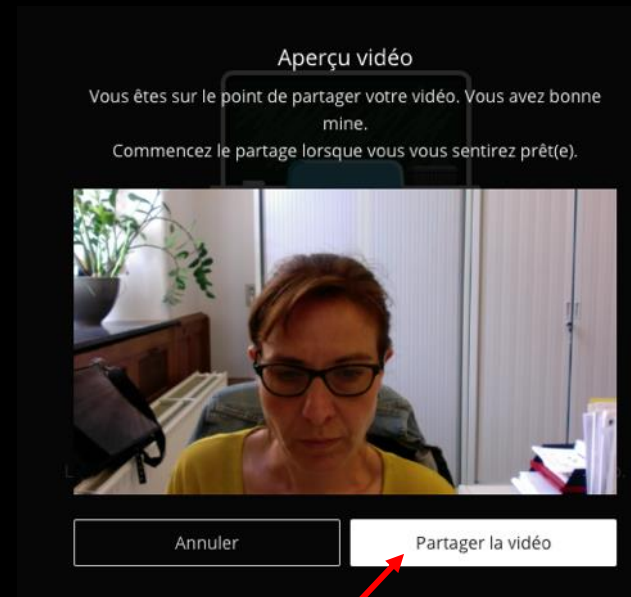 Aperçu vidéo
Vous êtes sur le point de partager votre vidéo. Vous avez bonne
mine.
Commencez le partage lorsque vous vous sentirez prêt(e).
Annuler
Partager la vidéo